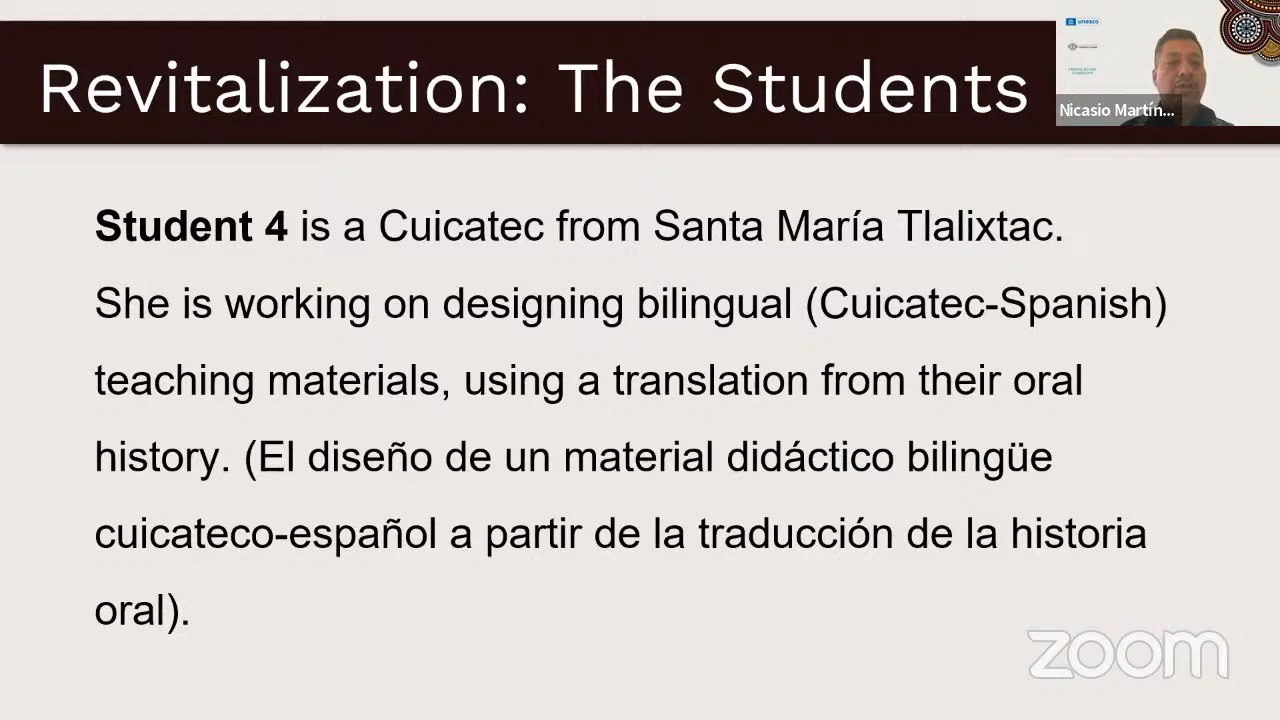 Revitalization: The Students
unesco
Nicasio Martín...
Student 4 is a Cuicatec from Santa María Tlalixtac.
She is working on designing bilingual (Cuicatec-Spanish)
teaching materials, using a translation from their oral
history. (El diseño de un material didáctico bilingüe
cuicateco-español a partir de la traducción de la historia
oral).
zoom